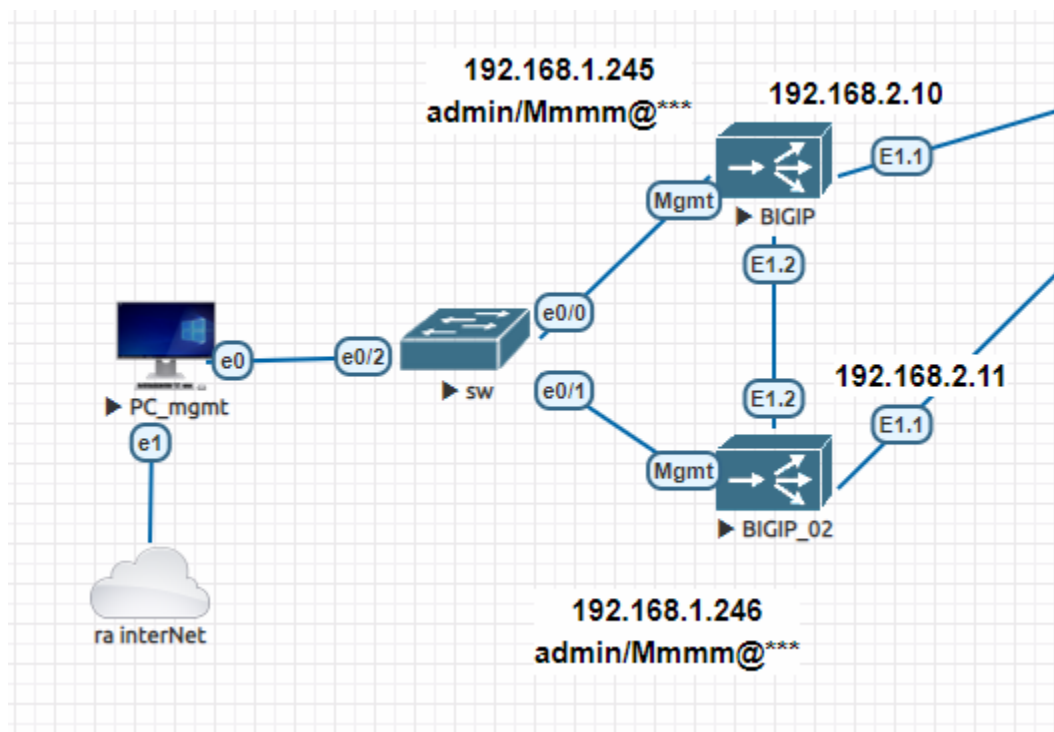 192.168.1.245
admin/Mmmm@***
192.168.2.10
E1.1
Mgmt
BIGIP
E1.2
e0/0
e0
e0/2
sw
PC_mgmt
e0/1
E1.2
192.168.2.11
E1.1
e1
Mgmt
BIGIP_02
ra interNet
192.168.1.246
admin/Mmmm@***